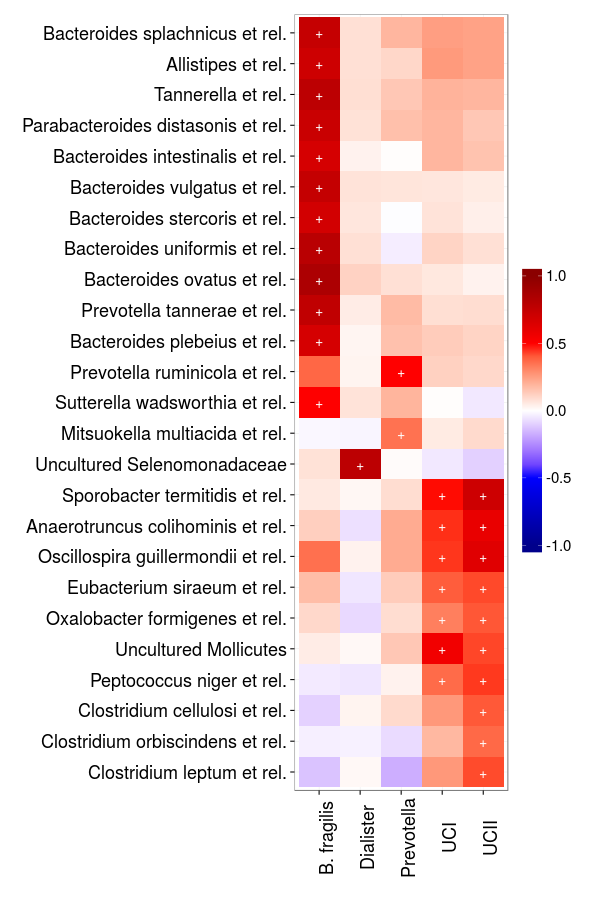 Bacteroides splachnicus et rel.
Allistipes et rel.
Tannerella et rel.
Parabacteroides distasonis et rel.
Bacteroides intestinalis et rel.
Bacteroides vulgatus et rel.
Bacteroides stercoris et rel.
Bacteroides uniformis et rel.
Bacteroides ovatus et rel.
Prevotella tannerae et rel.
Bacteroides plebeius et rel.
Prevotella ruminicola et rel.
Sutterella wadsworthia et rel.
Mitsuokella multiacida et rel.
Uncultured Selenomonadaceae
Sporobacter termitidis et rel.
Anaerotruncus colihominis et rel.
Oscillospira guillermondii et rel.
Eubacterium siraeum et rel.
Oxalobacter formigenes et rel.
Uncultured Mollicutes
Peptococcus niger et rel.
Clostridium cellulosi et rel.
Clostridium orbiscindens et rel.
Clostridium leptum et rel.
B. fragilis
Dialister
Prevotella
UCI
UCII
1.0
0.5
0.0
-0.5
-1.0